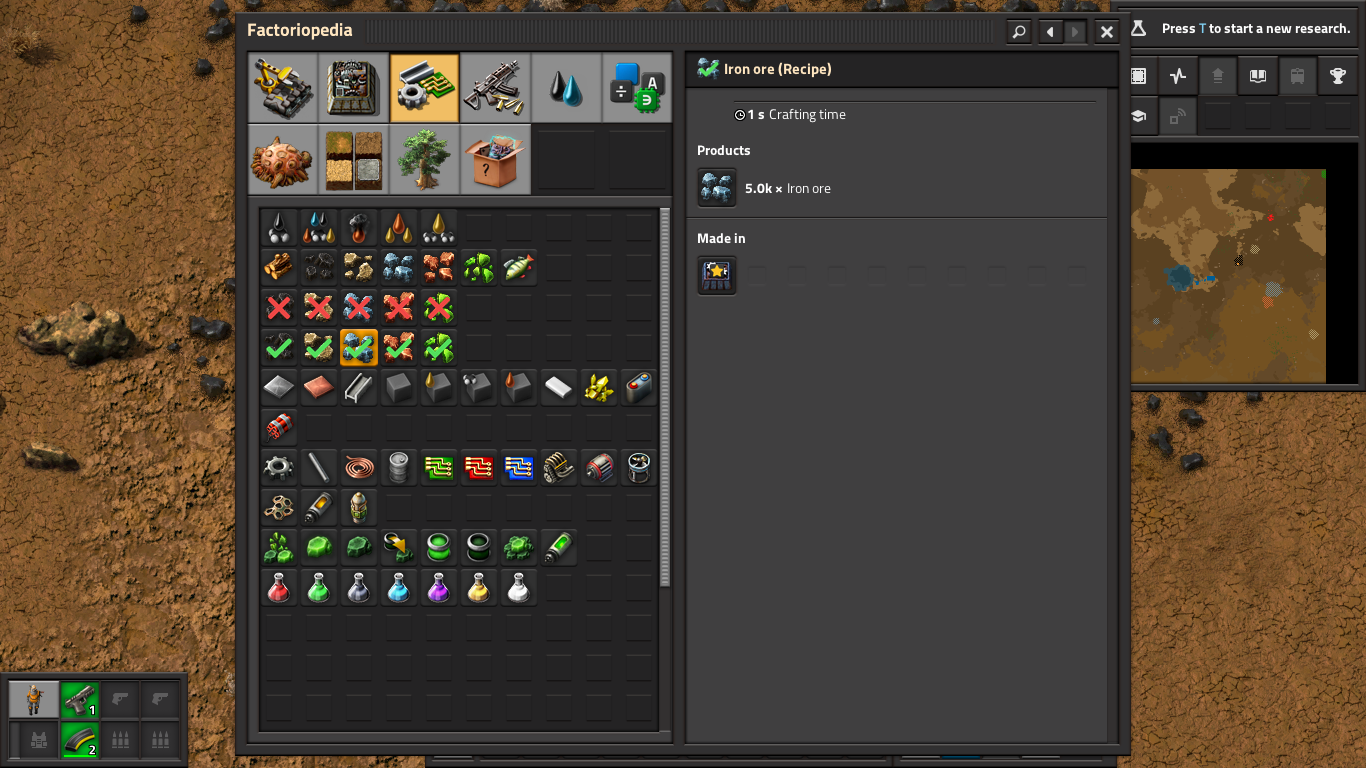 Factoriopedia
Press T to start a new research.
Iron ore (Recipe)
1 s Crafting time
Products
5.0k × Iron ore
Made in
A
?
1
2